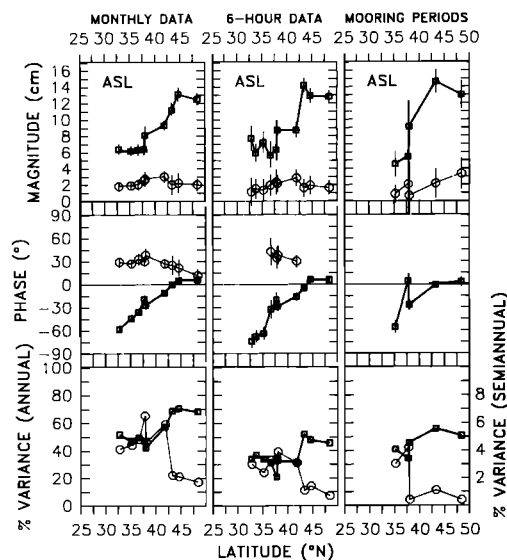 MONTHLY DATA 6-HOUR DATA MOORING PERIODS
25 30 35 40 45 50 25 30 35 40 45 50 25 30 35 40 45 50
MAGNITUDE (cm)
16
14
12
10
8
6
4
2
0
ASL ASL ASL
PHASE (°)
90
60
30
0
-30
-60
-90
% VARIANCE (ANNUAL)
100
80
60
40
20
0
% VARIANCE (SEMIANNUAL)
8
6
4
2
25 30 35 40 45 50 25 30 35 40 45 50 25 30 35 40 45 50
LATITUDE (°N)